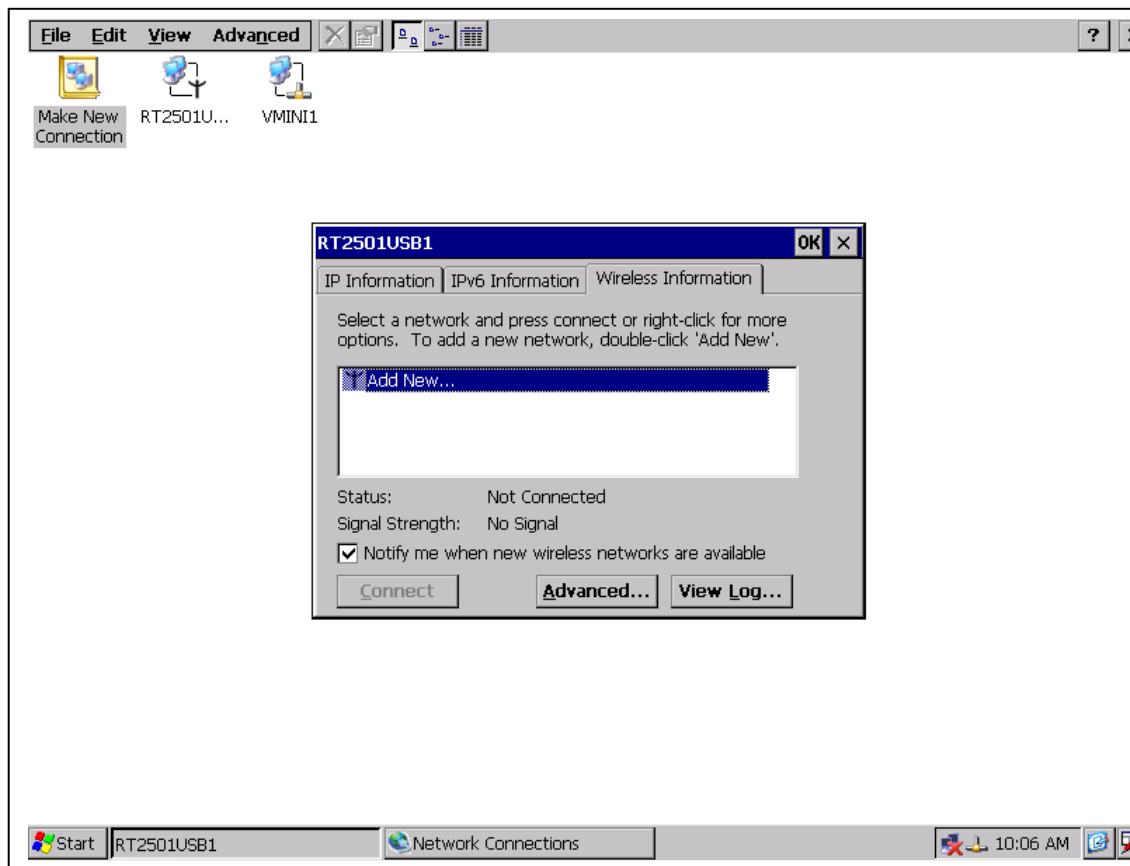 File Edit View Advanced ?
Make New Connection
RT2501U...
VMINI1
RT2501USB1 OK
IP Information IPv6 Information Wireless Information
Select a network and press connect or right-click for more
options. To add a new network, double-click 'Add New'.
Add New...
Status: Not Connected
Signal Strength: No Signal
Notify me when new wireless networks are available
Connect Advanced... View Log...
Start RT2501USB1 Network Connections 10:06 AM